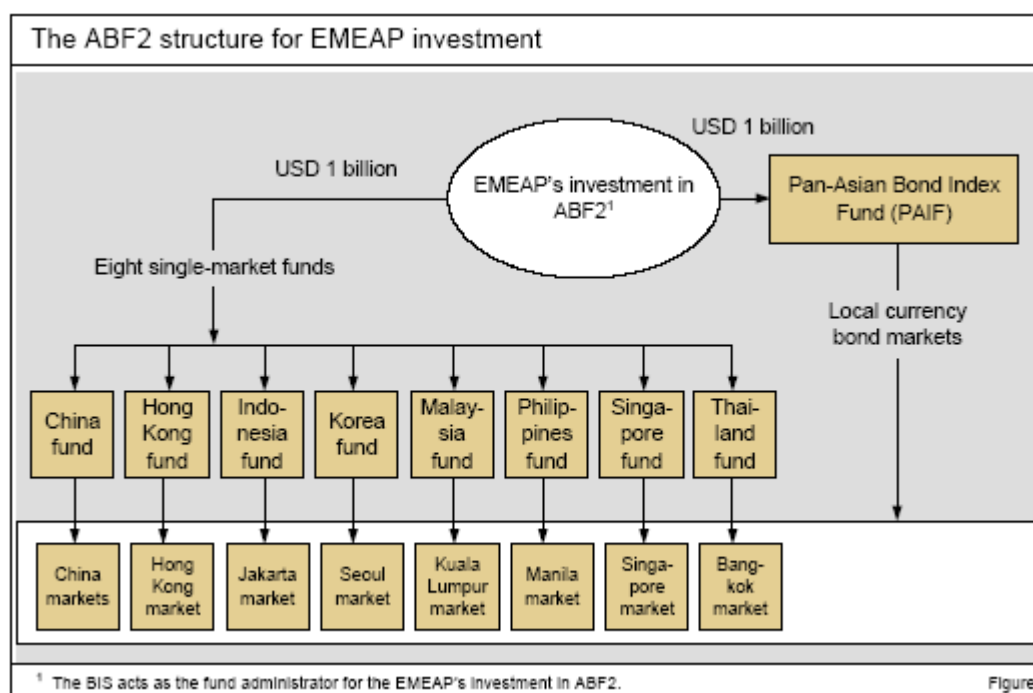 The ABF2 structure for EMEAP investment
USD 1 billion
USD 1 billion
EMEAP's investment in
ABF2¹
Pan-Asian Bond Index
Fund (PAIF)
Eight single-market funds
Local currency
bond markets
China
fund
Hong
Kong
fund
Indo-
nesia
fund
Korea
fund
Malay-
sia
fund
Philip-
pines
fund
Singa-
pore
fund
Thai-
land
fund
China
markets
Hong
Kong
market
Jakarta
market
Seoul
market
Kuala
Lumpur
market
Manila
market
Singa-
pore
market
Bang-
kok
market
¹ The BIS acts as the fund administrator for the EMEAP's investment in ABF2.
Figure